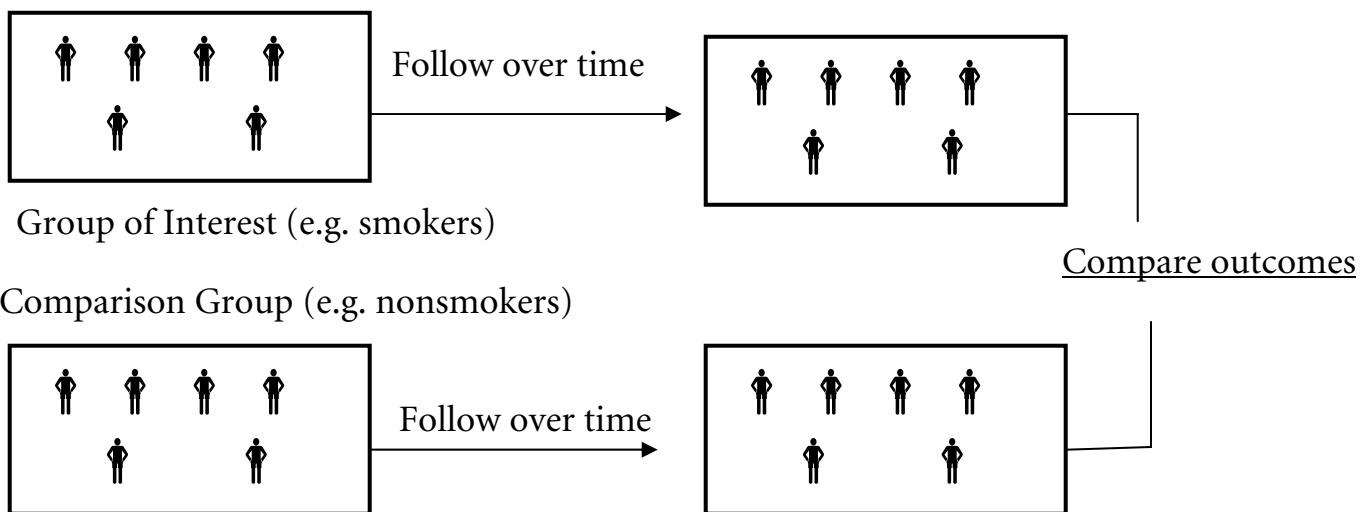 Follow over time
Group of Interest (e.g. smokers)
Compare outcomes
Comparison Group (e.g. nonsmokers)
Follow over time